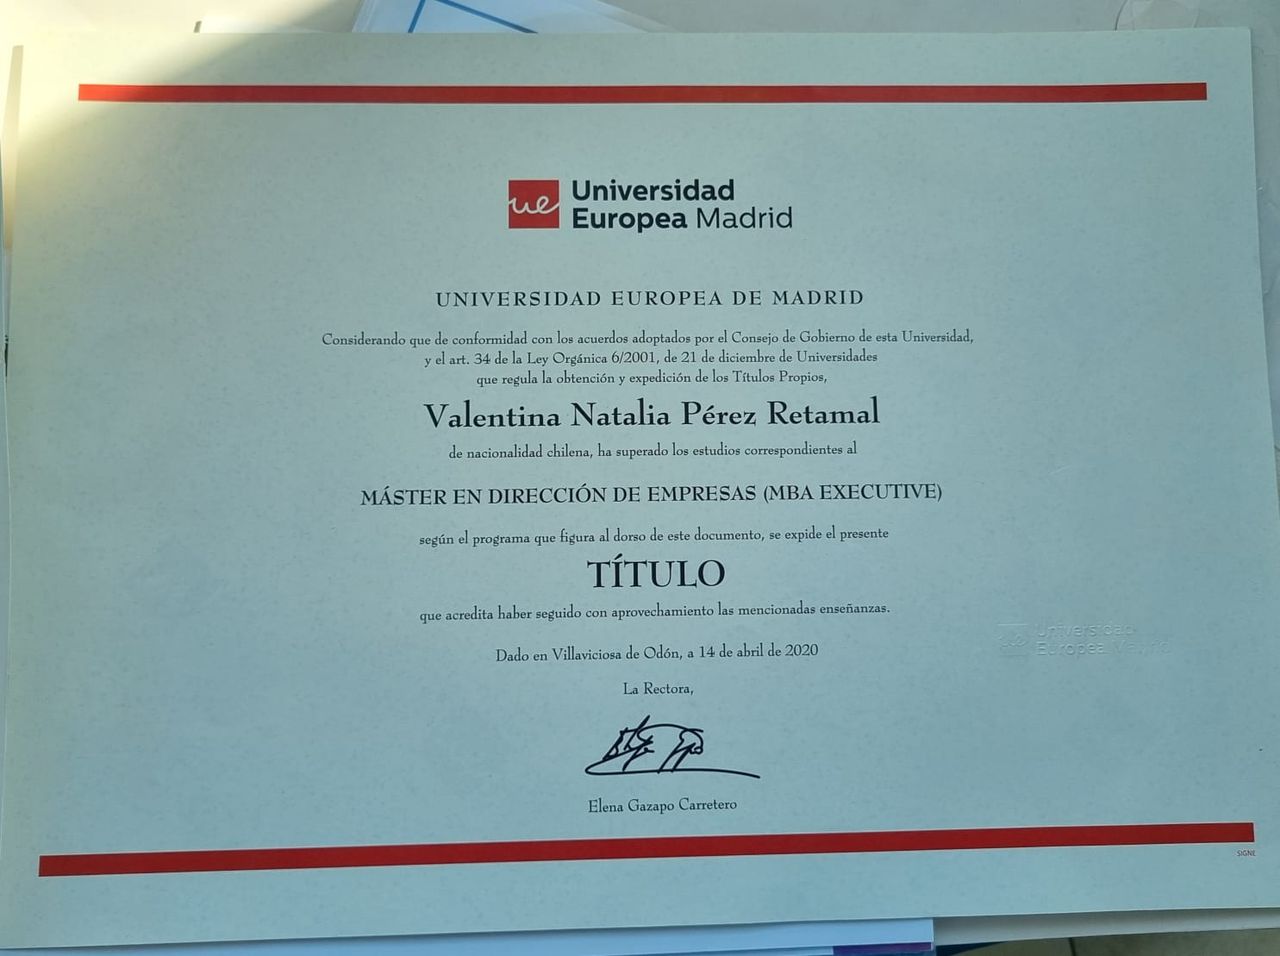 ue Universidad
Europea Madrid
UNIVERSIDAD EUROPEA DE MADRID
Considerando que de conformidad con los acuerdos adoptados por el Consejo de Gobierno de esta Universidad,
y el art. 34 de la Ley Orgánica 6/2001, de 21 de diciembre de Universidades
que regula la obtención y expedición de los Títulos Propios,
Valentina Natalia Pérez Retamal
de nacionalidad chilena, ha superado los estudios correspondientes al
MÁSTER EN DIRECCIÓN DE EMPRESAS (MBA EXECUTIVE)
según el programa que figura al dorso de este documento, se expide el presente
TÍTULO
que acredita haber seguido con aprovechamiento las mencionadas enseñanzas.
Dado en Villaviciosa de Odón, a 14 de abril de 2020
ue Universidad
Europea Madrid
La Rectora,
Elena Gazapo Carretero
SIGNE